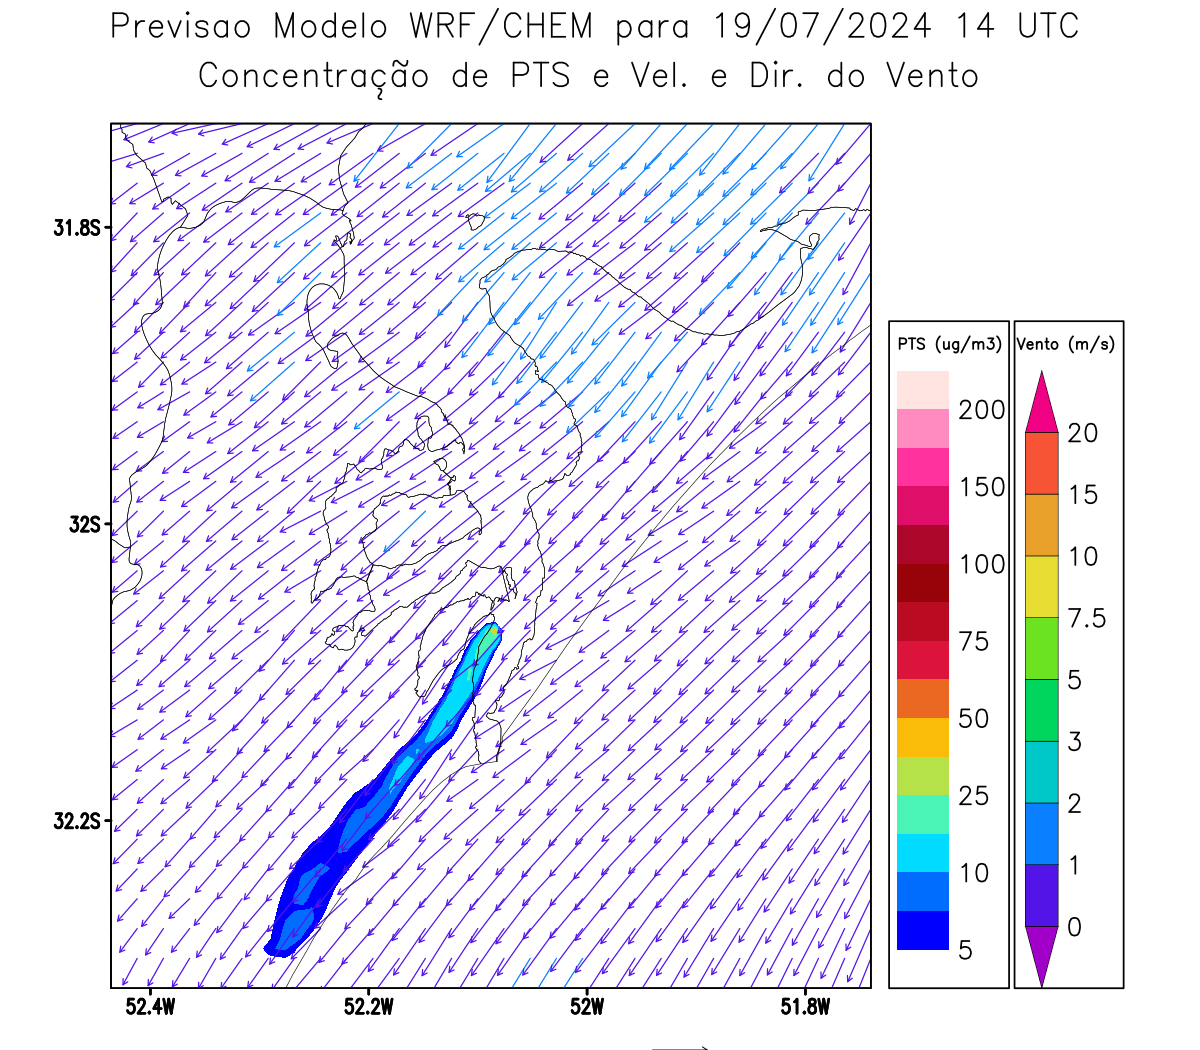 Previsao Modelo WRF/CHEM para 19/07/2024 14 UTC
Concentração de PTS e Vel. e Dir. do Vento
31.8S
32S
32.2S
52.4W
52.2W
52W
51.8W
PTS (ug/m3)
200
150
100
75
50
25
10
5
Vento (m/s)
20
15
10
7.5
5
3
2
1
0